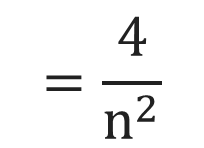 = 4/n²